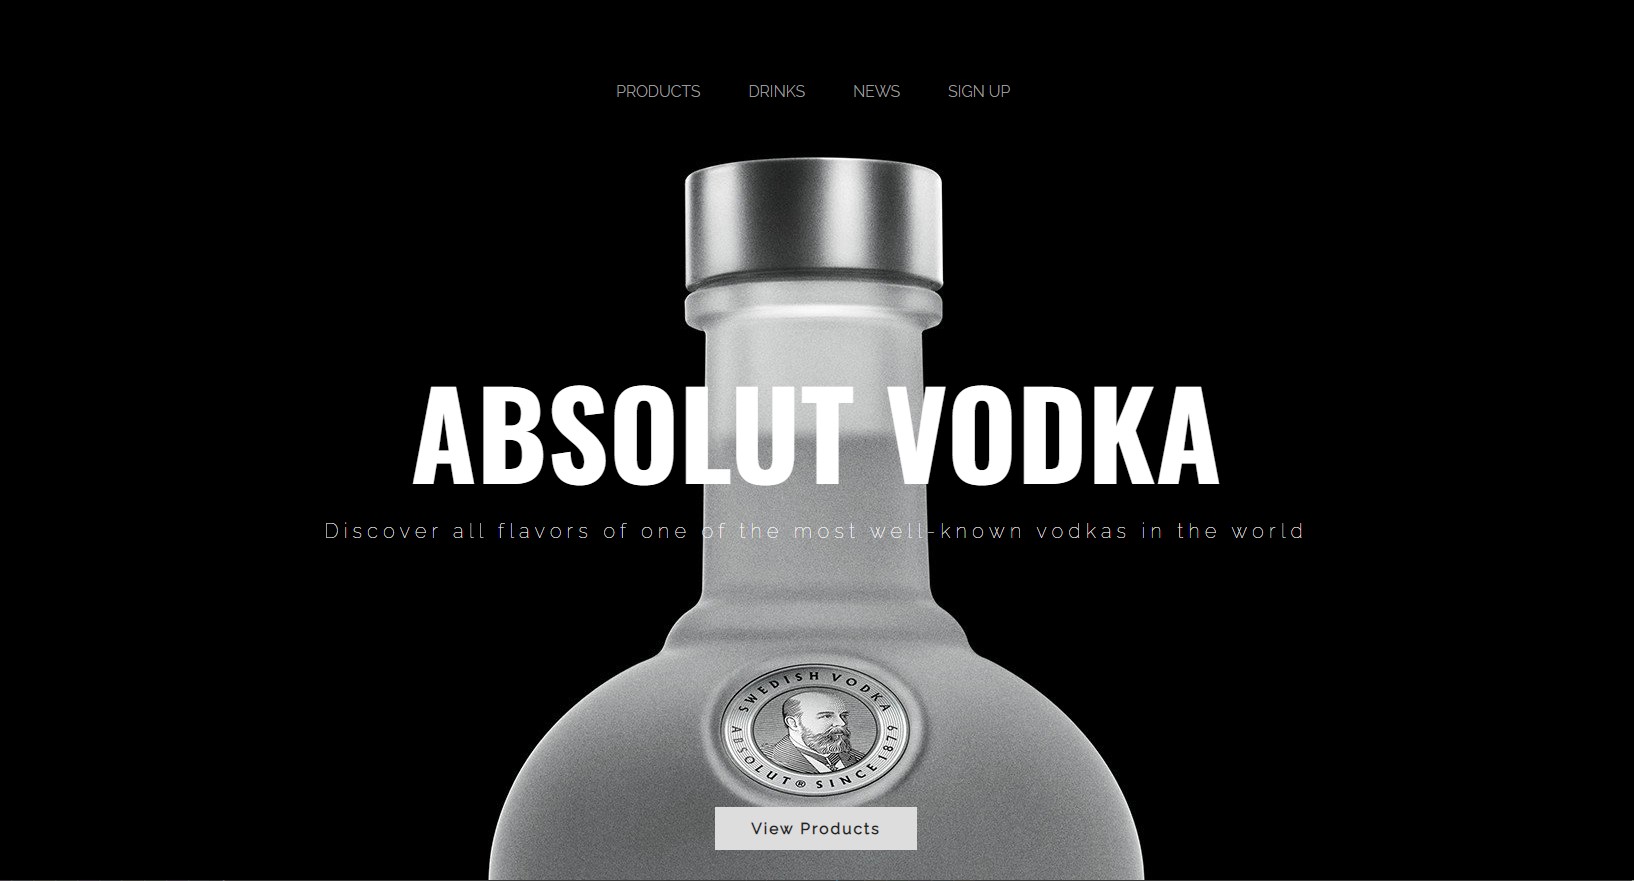 PRODUCTS DRINKS NEWS SIGN UP
ABSOLUT VODKA
Discover all flavors of one of the most well-known vodkas in the world
SWEDISH VODKA
ABSOLUT® SINCE 1879
View Products